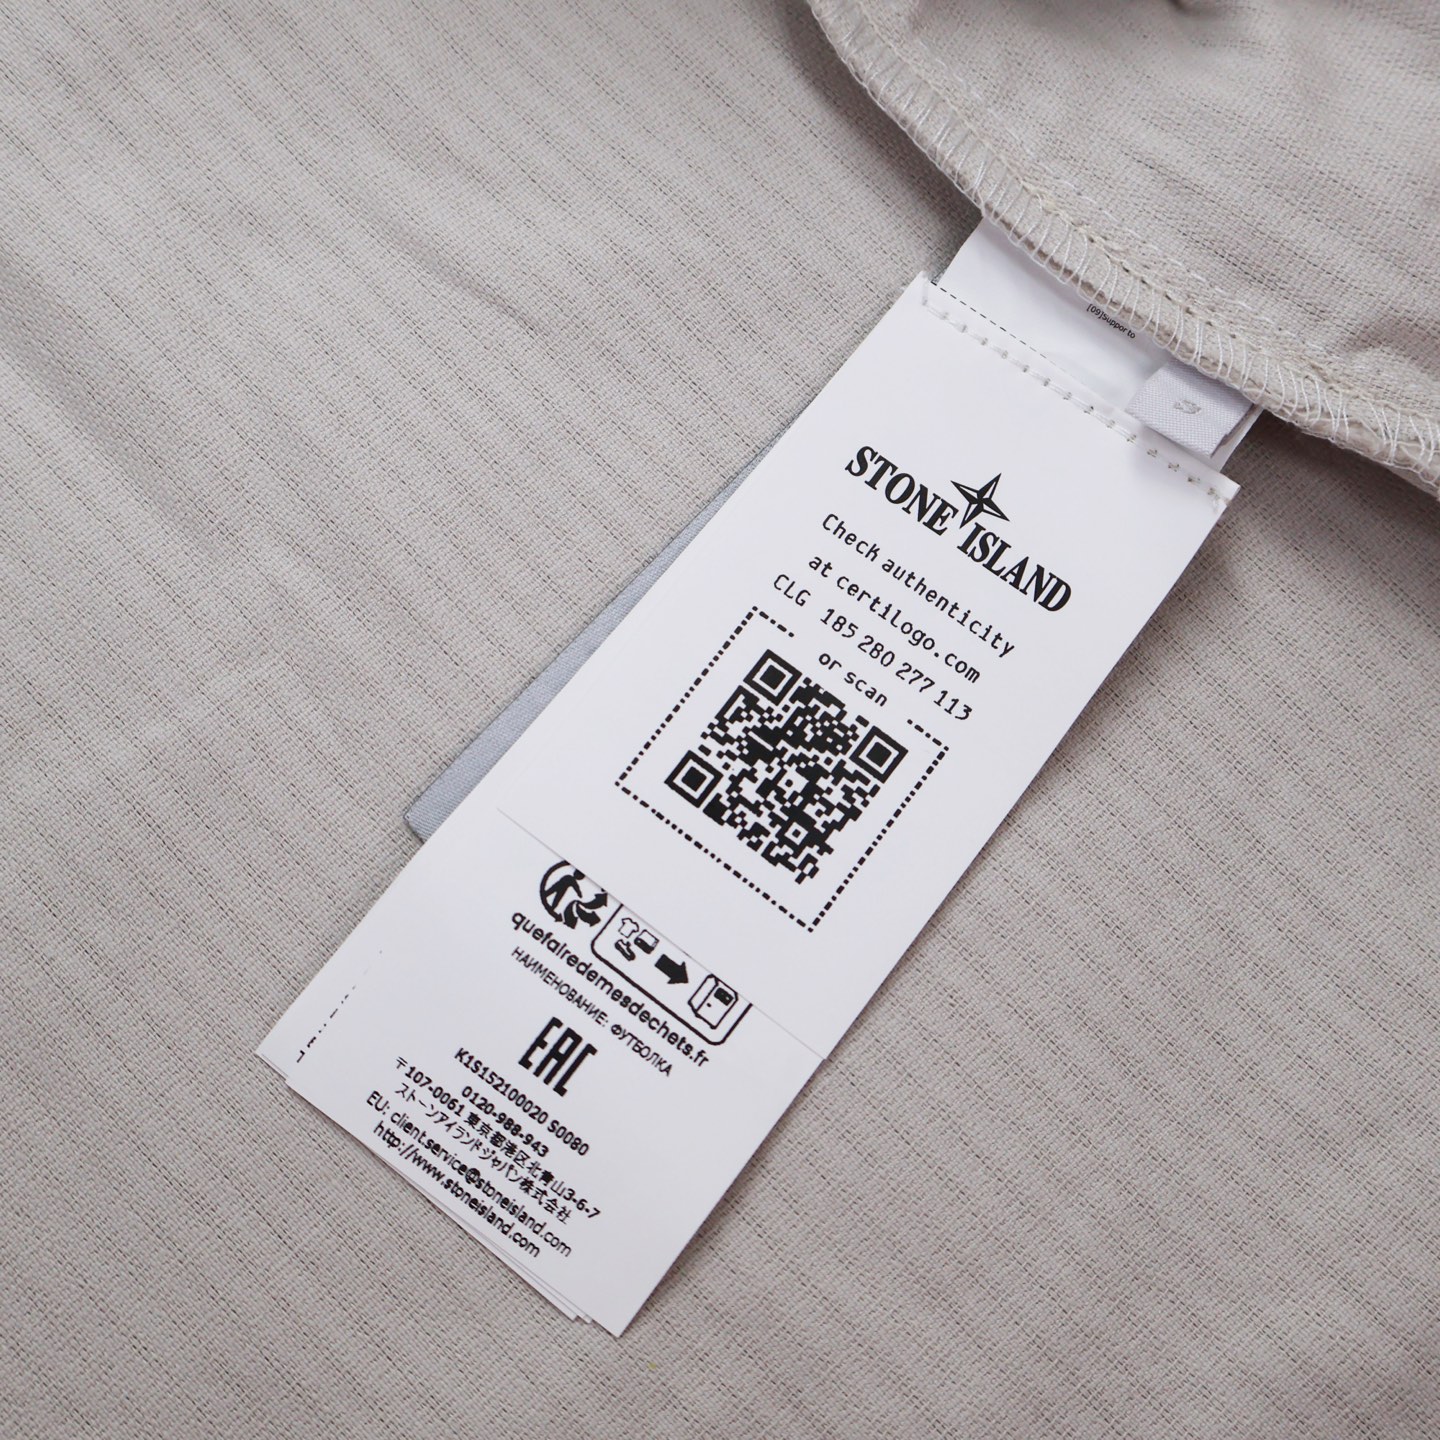 [09]Support to
S
STONE ISLAND
Check authenticity
at certilogo.com
CLG 185 280 277 113
or scan
quefairedemesdechets.fr
НАИМЕНОВАНИЕ: ФУТБОЛКА
EAC
K1S152100020 S0080
0120-988-943
〒107-0061 東京都港区北青山3-6-7
ストーンアイランドジャパン株式会社
EU: client.service@stoneisland.com
http://www.stoneisland.com